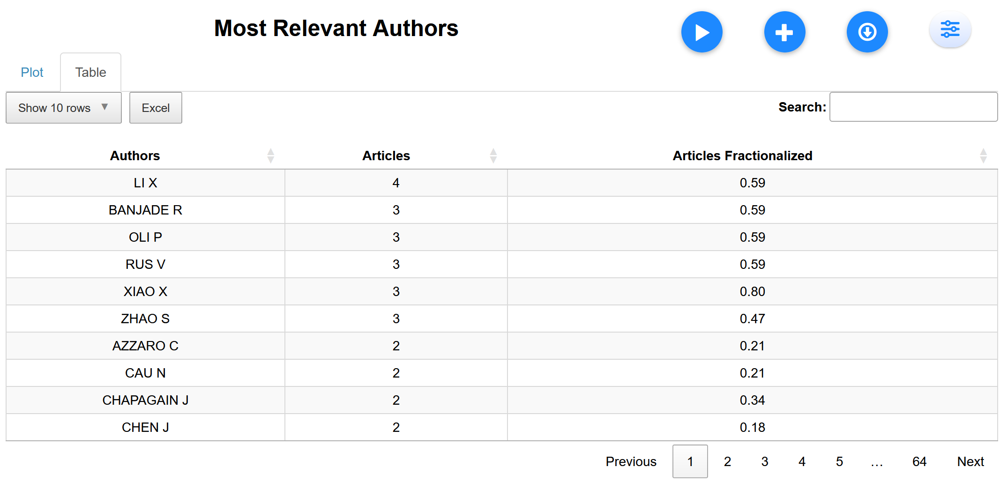 Most Relevant Authors
Plot Table
Show 10 rows Excel Search:
Authors Articles Articles Fractionalized
LI X 4 0.59
BANJADE R 3 0.59
OLI P 3 0.59
RUS V 3 0.59
XIAO X 3 0.80
ZHAO S 3 0.47
AZZARO C 2 0.21
CAU N 2 0.21
CHAPAGAIN J 2 0.34
CHEN J 2 0.18
Previous 1 2 3 4 5 … 64 Next